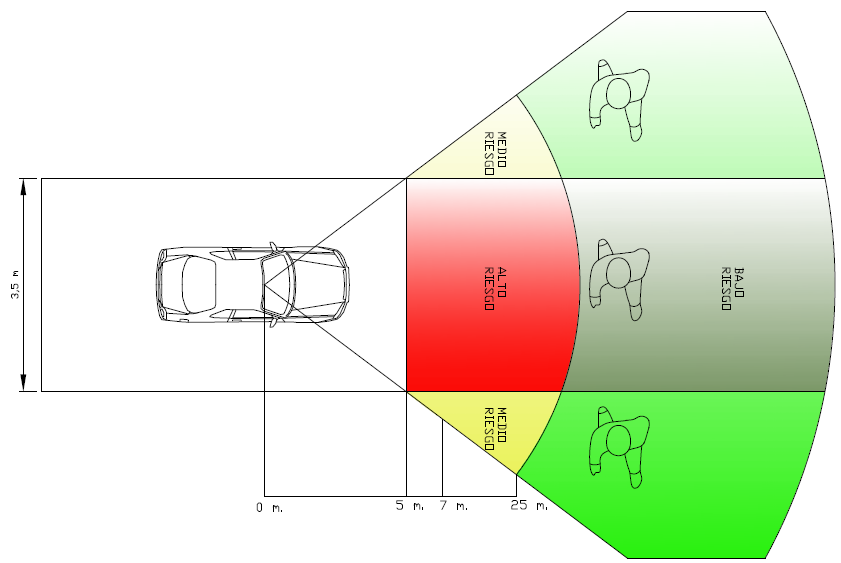 MEDIO
RIESGO
3,5 m
ALTO
RIESGO
BAJO
RIESGO
MEDIO
RIESGO
0 m.
5 m.
7 m.
25 m.